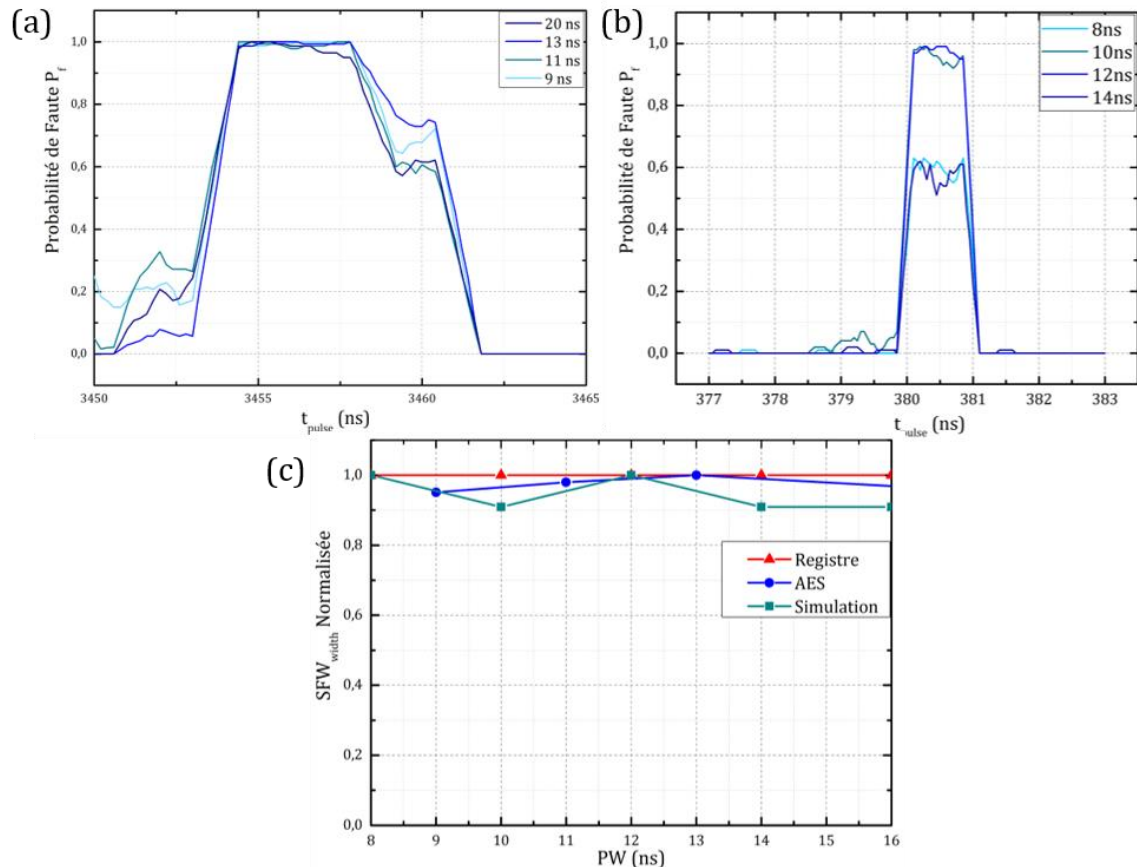 (a)
Probabilité de Faute P_f
1,0
0,8
0,6
0,4
0,2
0,0
3450
3455
3460
3465
t_pulse (ns)
20 ns
13 ns
11 ns
9 ns
(b)
Probabilité de Faute P_f
1,0
0,8
0,6
0,4
0,2
0,0
377
378
379
380
381
382
383
t_pulse (ns)
8ns
10ns
12ns
14ns
(c)
SFW_width Normalisée
1,0
0,8
0,6
0,4
0,2
0,0
8
9
10
11
12
13
14
15
16
PW (ns)
Registre
AES
Simulation